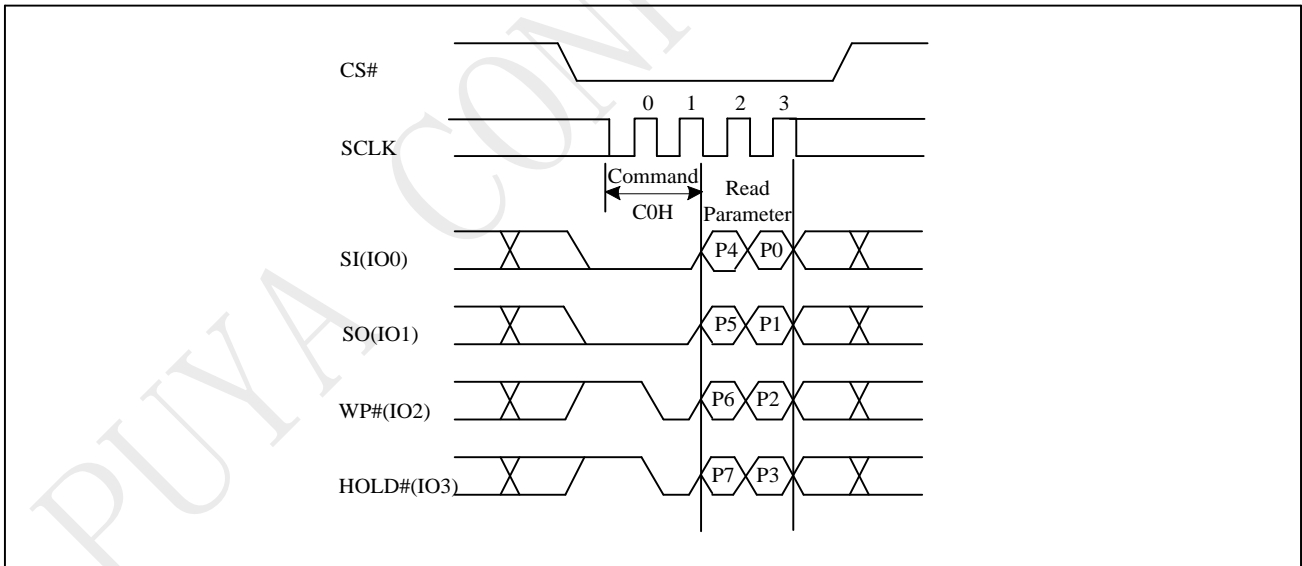 CS#
0 1 2 3
SCLK
Command
C0H
Read
Parameter
SI(IO0)
P4 P0
SO(IO1)
P5 P1
WP#(IO2)
P6 P2
HOLD#(IO3)
P7 P3
PUYA CONF